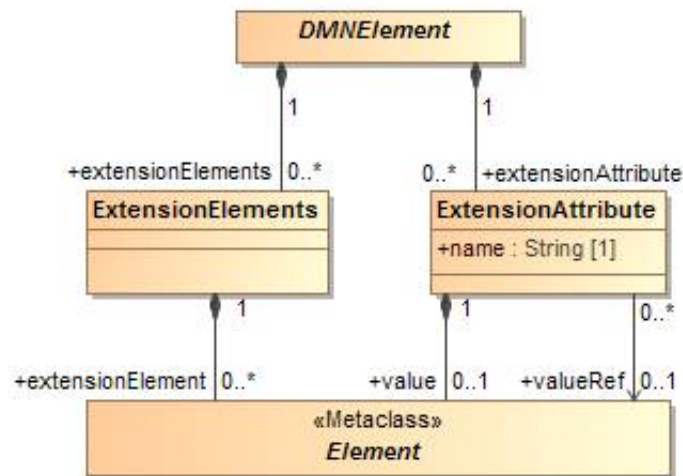 DMNElement
1 1
+extensionElements 0..* 0..* +extensionAttribute
ExtensionElements ExtensionAttribute
+name : String [1]
1 1 0..*
+extensionElement 0..* +value 0..1 +valueRef 0..1
«Metaclass»
Element